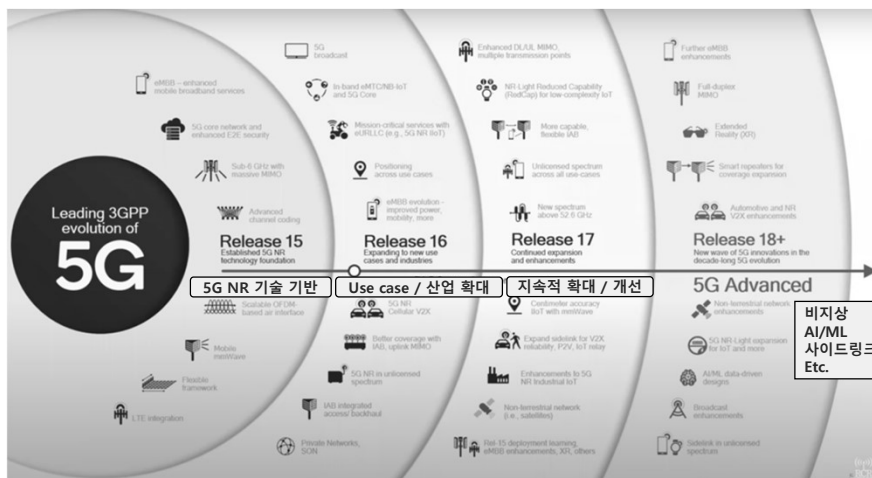 Leading 3GPP
evolution of
5G
eMBB – enhanced
mobile broadband services
5G core network and
enhanced E2E security
Sub-6 GHz with
massive MIMO
Advanced
channel coding
Release 15
Established 5G NR
technology foundation
5G NR 기술 기반
Scalable OFDM-
based air interface
Mobile
mmWave
Flexible
framework
LTE integration
5G
broadcast
In-band eMTC/NB-IoT
and 5G Core
Mission-critical services with
eURLLC (e.g., 5G NR IIoT)
Positioning
across use cases
eMBB evolution -
improved power,
mobility, more
Release 16
Expanding to new use
cases and industries
Use case / 산업 확대
5G NR
Cellular V2X
Better coverage with
IAB, uplink MIMO
5G NR in unlicensed
spectrum
IAB integrated
access/ backhaul
Private Networks,
SON
Enhanced DL/UL MIMO,
multiple transmission points
NR-Light Reduced Capability
(RedCap) for low-complexity IoT
More capable,
flexible IAB
Unlicensed spectrum
across all use-cases
New spectrum
above 52.6 GHz
Release 17
Continued expansion
and enhancements
지속적 확대 / 개선
Centimeter accuracy
IIoT with mmWave
Expand sidelink for V2X
reliability, P2V, IoT relay
Enhancements to 5G
NR Industrial IoT
Non-terrestrial network
(i.e., satellites)
Rel-15 deployment learning,
eMBB enhancements, XR, others
Further eMBB
enhancements
Full-duplex
MIMO
Extended
Reality (XR)
Smart repeaters for
coverage expansion
Automotive and NR
V2X enhancements
Release 18+
New wave of 5G innovations in the
decade-long 5G evolution
5G Advanced
Non-terrestrial network
enhancements
5G NR-Light expansion
for IoT and more
AI/ML data-driven
designs
Broadcast
enhancements
Sidelink in unlicensed
spectrum
비지상
AI/ML
사이드링크
Etc.